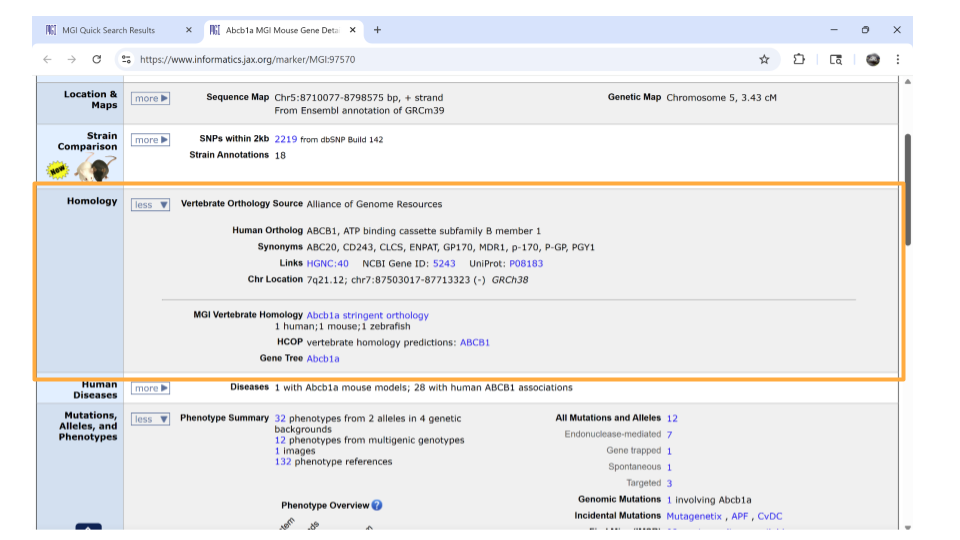 MGI Quick Search Results
Abcb1a MGI Mouse Gene Deta
https://www.informatics.jax.org/marker/MGI:97570
Location & Maps
more
Sequence Map Chr5:8710077-8798575 bp, + strand
From Ensembl annotation of GRCm39
Genetic Map Chromosome 5, 3.43 cM
Strain Comparison
New
more
SNPs within 2kb 2219 from dbSNP Build 142
Strain Annotations 18
Homology
less
Vertebrate Orthology Source Alliance of Genome Resources
Human Ortholog ABCB1, ATP binding cassette subfamily B member 1
Synonyms ABC20, CD243, CLCS, ENPAT, GP170, MDR1, p-170, P-GP, PGY1
Links HGNC:40 NCBI Gene ID: 5243 UniProt: P08183
Chr Location 7q21.12; chr7:87503017-87713323 (-) GRCh38
MGI Vertebrate Homology Abcb1a stringent orthology
1 human;1 mouse;1 zebrafish
HCOP vertebrate homology predictions: ABCB1
Gene Tree Abcb1a
Human Diseases
more
Diseases 1 with Abcb1a mouse models; 28 with human ABCB1 associations
Mutations, Alleles, and Phenotypes
less
Phenotype Summary 32 phenotypes from 2 alleles in 4 genetic
backgrounds
12 phenotypes from multigenic genotypes
1 images
132 phenotype references
Phenotype Overview ?
All Mutations and Alleles 12
Endonuclease-mediated 7
Gene trapped 1
Spontaneous 1
Targeted 3
Genomic Mutations 1 involving Abcb1a
Incidental Mutations Mutagenetix , APF , CvDC